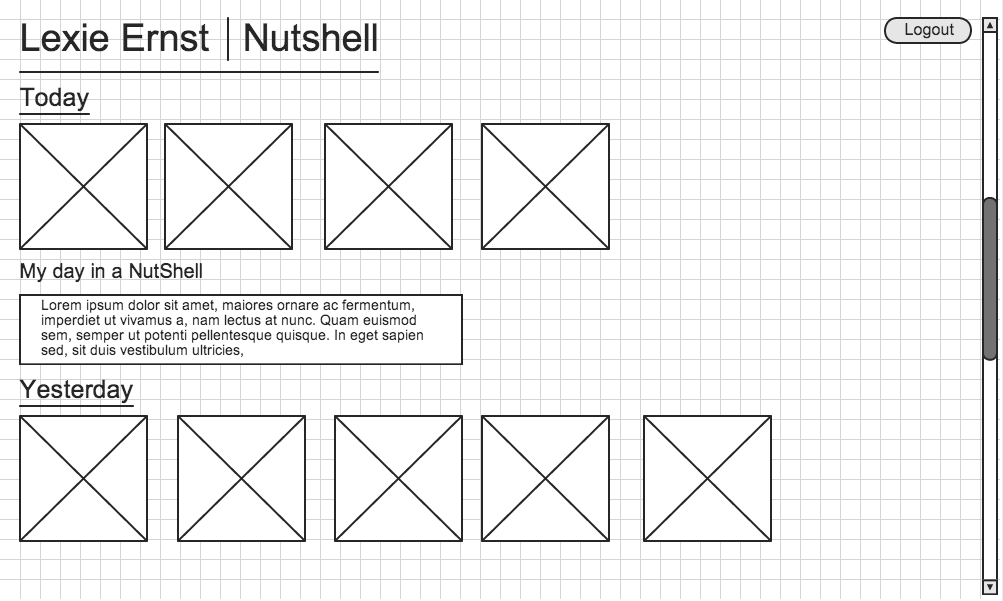 Lexie Ernst | Nutshell
Logout
Today
My day in a NutShell
Lorem ipsum dolor sit amet, maiores ornare ac fermentum,
imperdiet ut vivamus a, nam lectus at nunc. Quam euismod
sem, semper ut potenti pellentesque quisque. In eget sapien
sed, sit duis vestibulum ultricies,
Yesterday